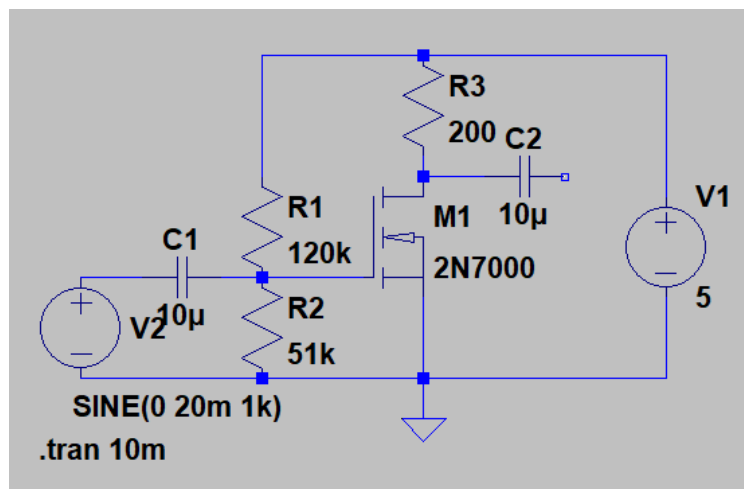 R3
200
C2
10µ
V1
5
R1
120k
M1
2N7000
C1
10µ
V2
R2
51k
SINE(0 20m 1k)
.tran 10m